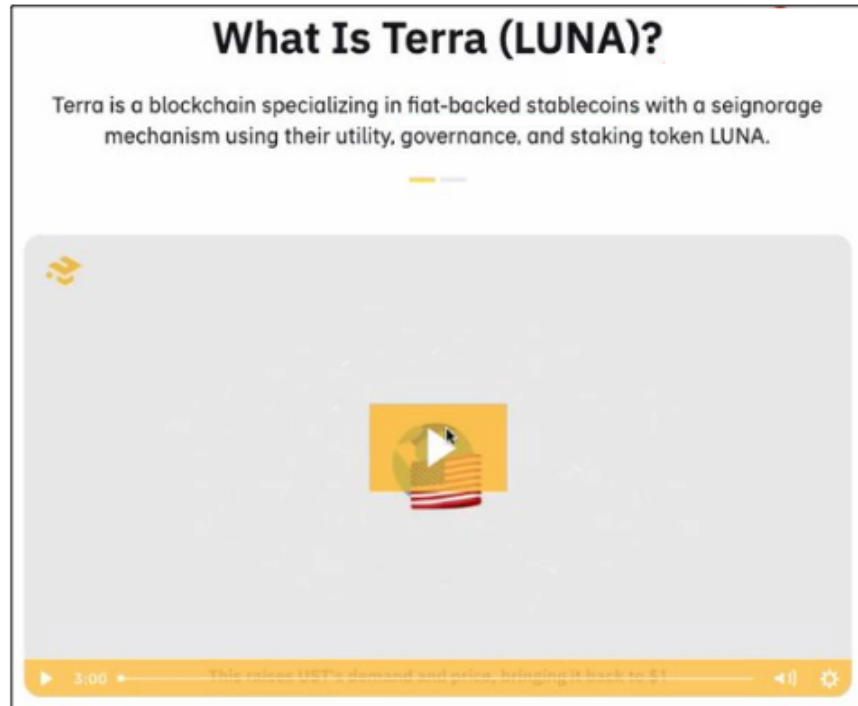 What Is Terra (LUNA)?
Terra is a blockchain specializing in fiat-backed stablecoins with a seignorage
mechanism using their utility, governance, and staking token LUNA.
3:00
This raises UST's demand and price, bringing it back to $1